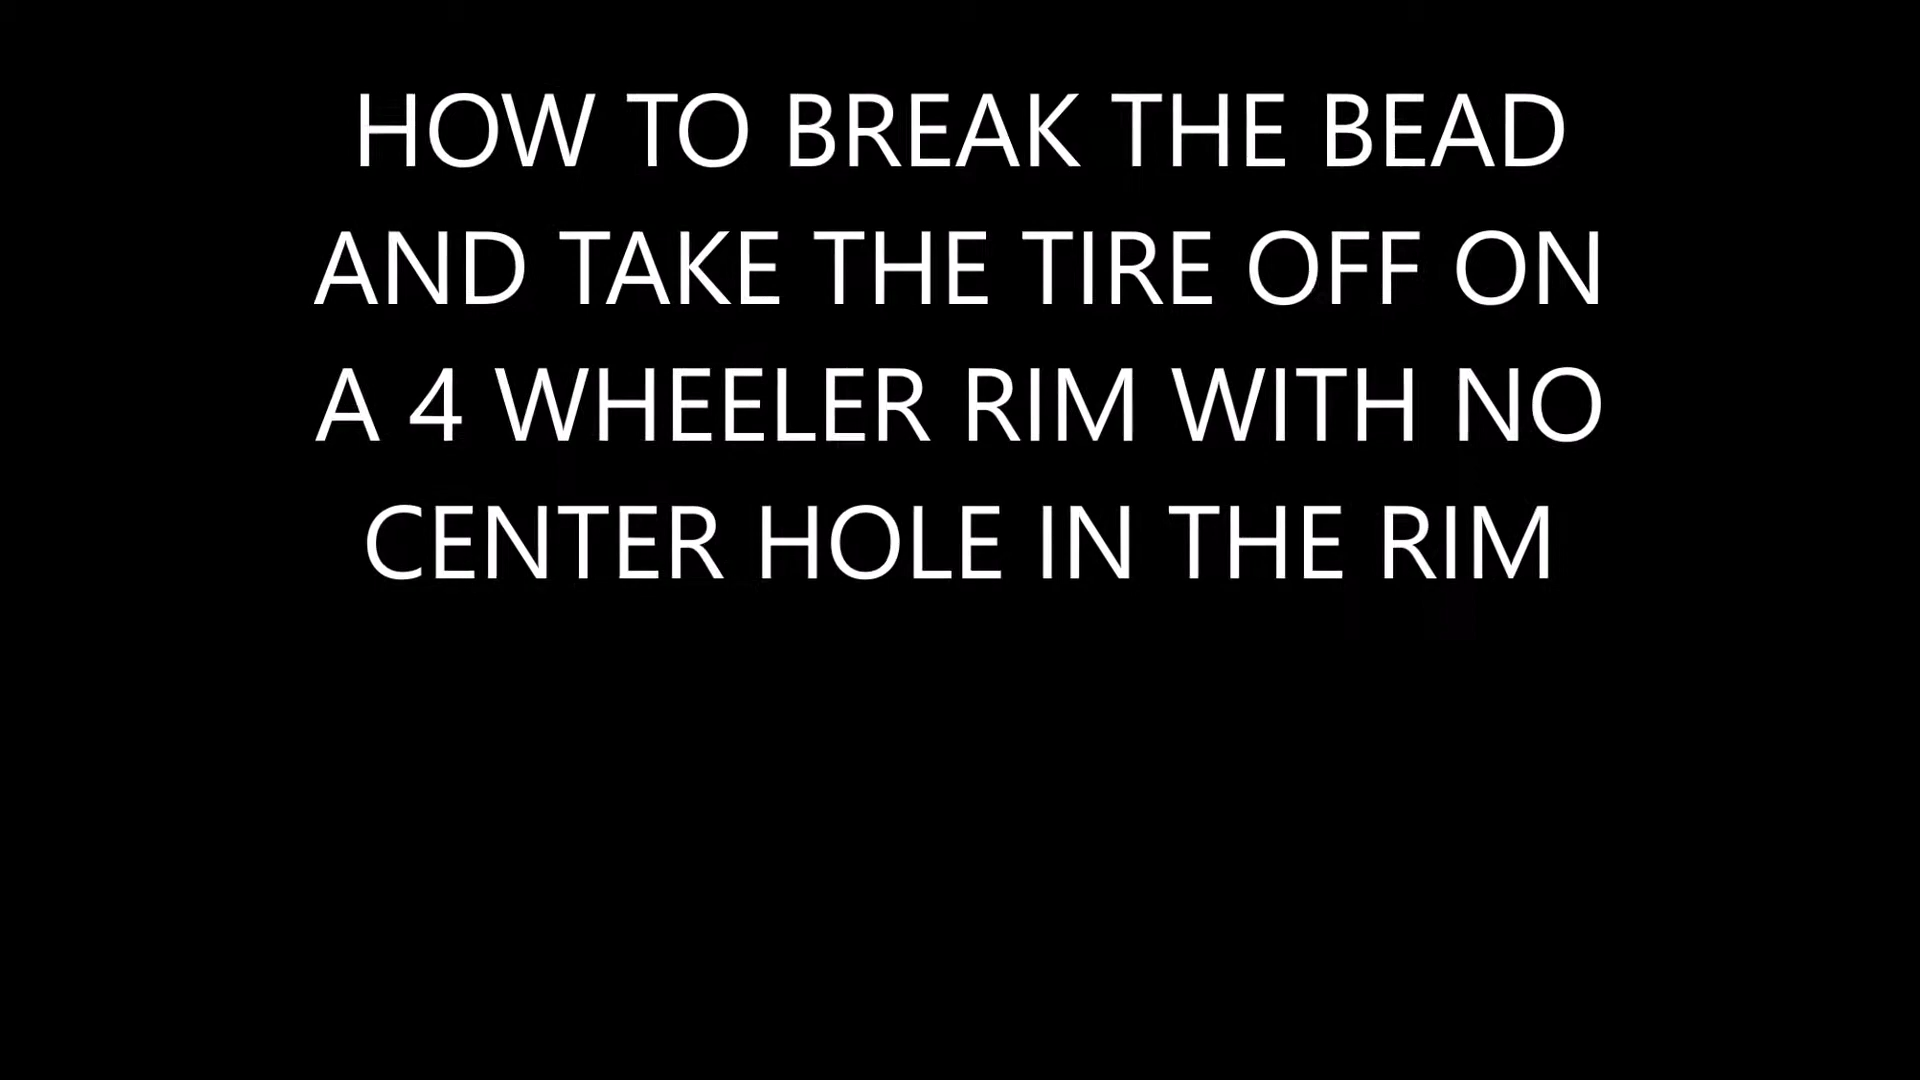 HOW TO BREAK THE BEAD
AND TAKE THE TIRE OFF ON
A 4 WHEELER RIM WITH NO
CENTER HOLE IN THE RIM